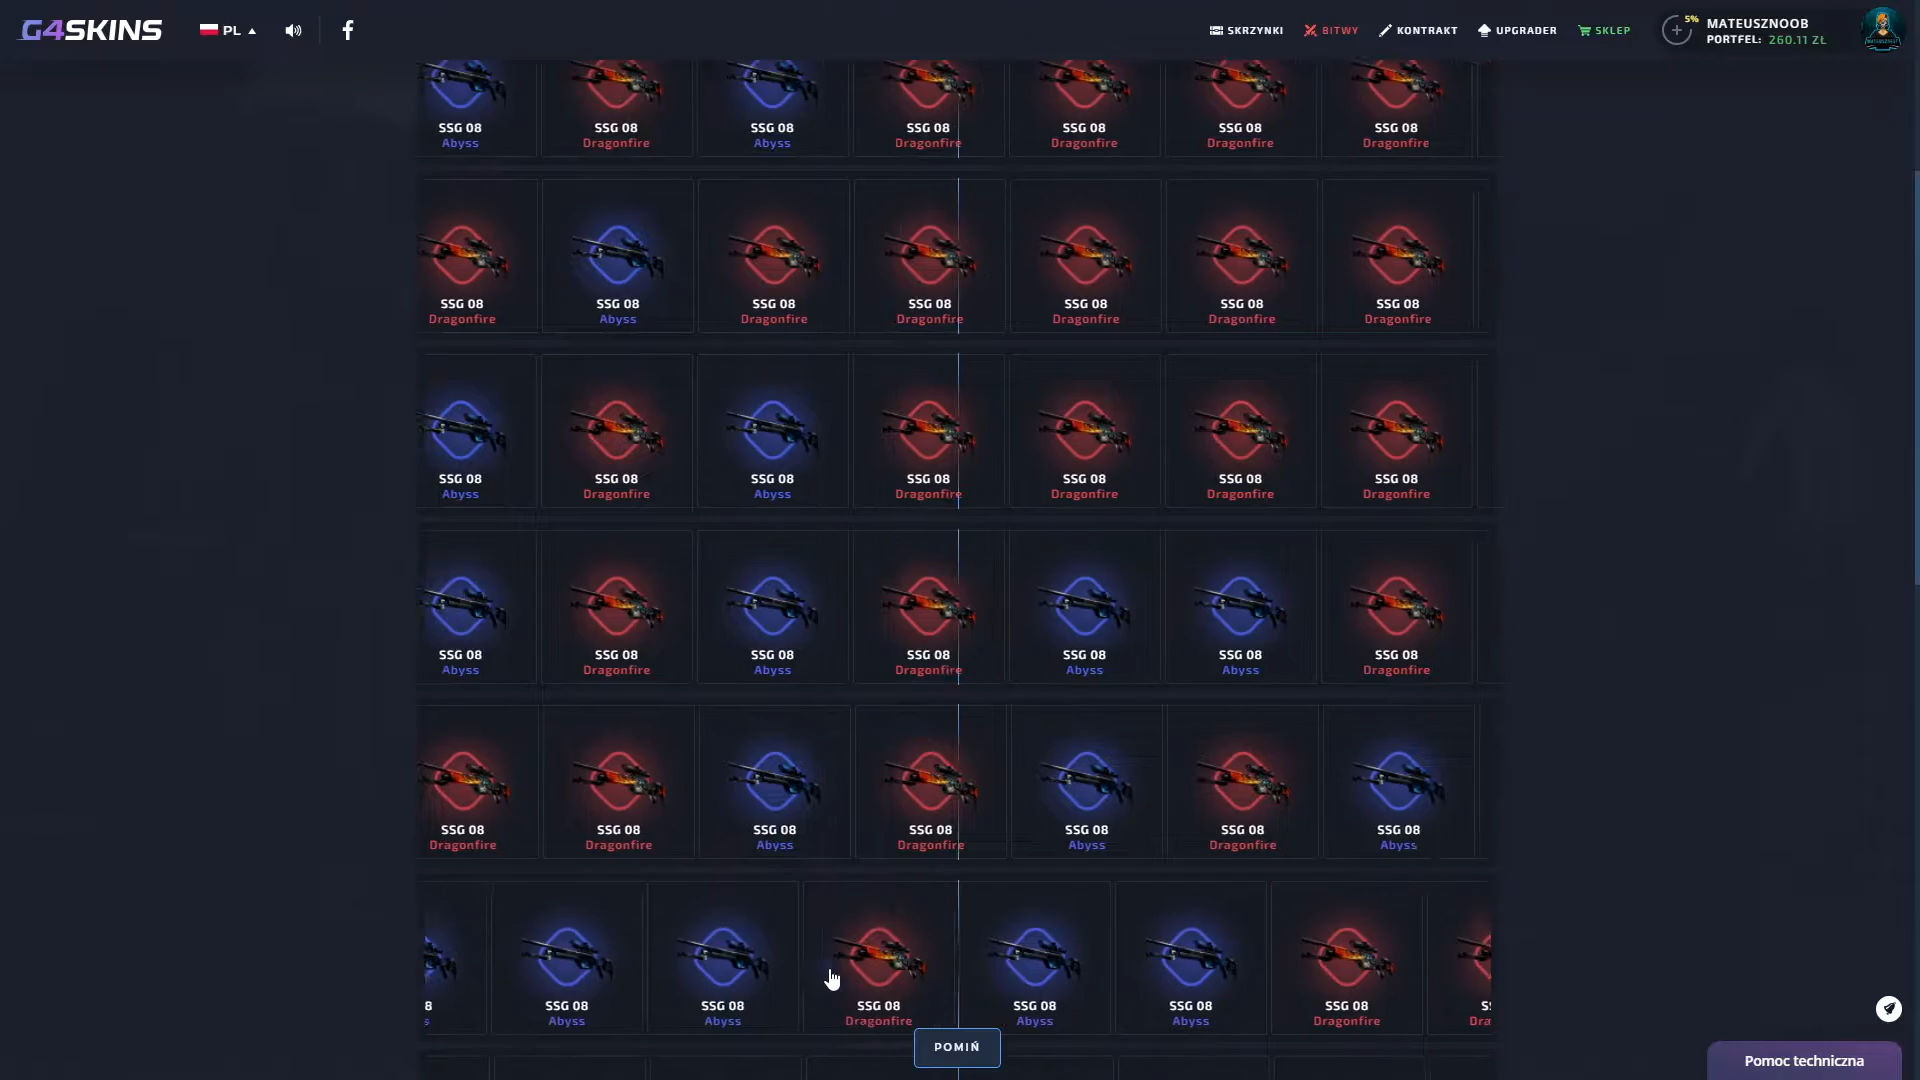 G4SKINS
PL
SKRZYNKI
BITWY
KONTRAKT
UPGRADER
SKLEP
5%
MATEUSZNOOB
PORTFEL: 260.11 ZŁ
SSG 08 SSG 08 SSG 08 SSG 08 SSG 08 SSG 08 SSG 08
Abyss Dragonfire Abyss Dragonfire Dragonfire Dragonfire Dragonfire
SSG 08 SSG 08 SSG 08 SSG 08 SSG 08 SSG 08 SSG 08
Dragonfire Abyss Dragonfire Dragonfire Dragonfire Dragonfire Dragonfire
SSG 08 SSG 08 SSG 08 SSG 08 SSG 08 SSG 08 SSG 08
Abyss Dragonfire Abyss Dragonfire Dragonfire Dragonfire Dragonfire
SSG 08 SSG 08 SSG 08 SSG 08 SSG 08 SSG 08 SSG 08
Abyss Dragonfire Abyss Dragonfire Abyss Abyss Dragonfire
SSG 08 SSG 08 SSG 08 SSG 08 SSG 08 SSG 08 SSG 08
Dragonfire Dragonfire Abyss Dragonfire Abyss Dragonfire Abyss
8 SSG 08 SSG 08 SSG 08 SSG 08 SSG 08 SSG 08 S
s Abyss Abyss Dragonfire Abyss Abyss Dragonfire Dra
POMIŃ
Pomoc techniczna